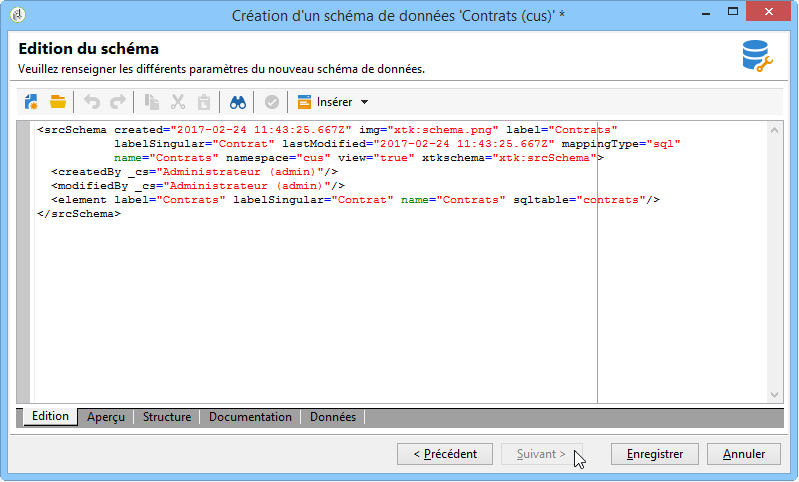 Création d'un schéma de données 'Contrats (cus)' *
Edition du schéma
Veuillez renseigner les différents paramètres du nouveau schéma de données.
Insérer
<srcSchema created="2017-02-24 11:43:25.667Z" img="xtk:schema.png" label="Contrats"
labelSingular="Contrat" lastModified="2017-02-24 11:43:25.667Z" mappingType="sql"
name="Contrats" namespace="cus" view="true" xtkschema="xtk:srcSchema">
<createdBy _cs="Administrateur (admin)"/>
<modifiedBy _cs="Administrateur (admin)"/>
<element label="Contrats" labelSingular="Contrat" name="Contrats" sqltable="contrats"/>
</srcSchema>
Edition Aperçu Structure Documentation Données
< Précédent Suivant > Enregistrer Annuler